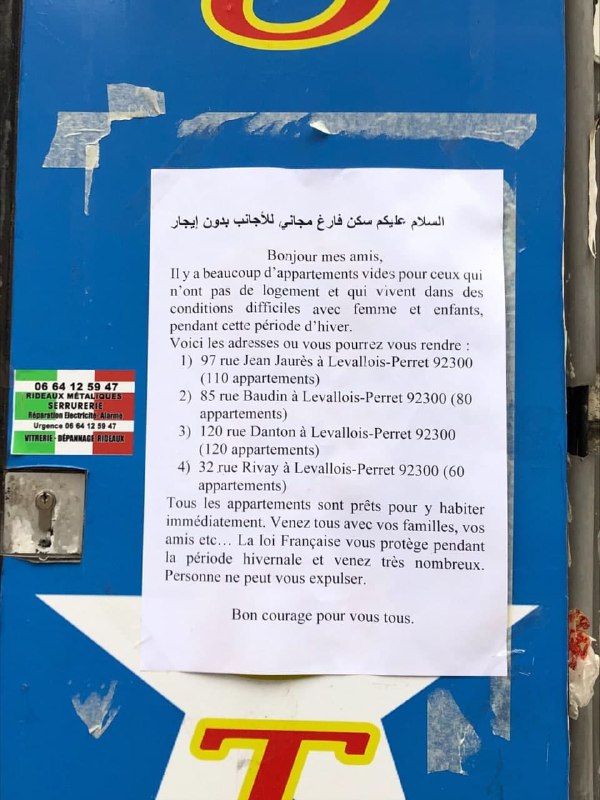 السلام عليكم سكن فارغ مجاني للأجانب بدون إيجار
Bonjour mes amis,
Il y a beaucoup d'appartements vides pour ceux qui
n'ont pas de logement et qui vivent dans des
conditions difficiles avec femme et enfants,
pendant cette période d'hiver.
Voici les adresses ou vous pourrez vous rendre :
1) 97 rue Jean Jaurès à Levallois-Perret 92300
(110 appartements)
2) 85 rue Baudin à Levallois-Perret 92300 (80
appartements)
3) 120 rue Danton à Levallois-Perret 92300
(120 appartements)
4) 32 rue Rivay à Levallois-Perret 92300 (60
appartements)
Tous les appartements sont prêts pour y habiter
immédiatement. Venez tous avec vos familles, vos
amis etc… La loi Française vous protège pendant
la période hivernale et venez très nombreux.
Personne ne peut vous expulser.
Bon courage pour vous tous.
06 64 12 59 47
RIDEAUX MÉTALIQUES
SERRURERIE
Réparation Electricité, Alarme
Urgence 06 64 12 59 47
VITRERIE - DÉPANNAGE RIDEAUX
T